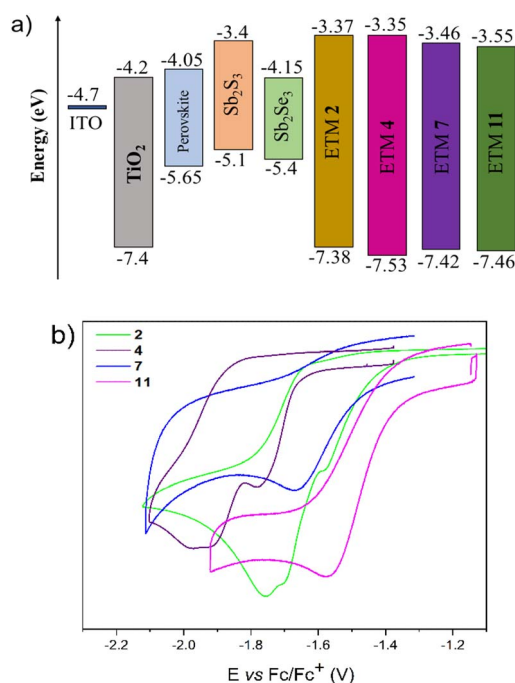 a)
Energy (eV)
-4.7
ITO
-4.2
TiO2
-7.4
-4.05
Perovskite
-5.65
-3.4
Sb2S3
-5.1
-4.15
Sb2Se3
-5.4
-3.37
ETM 2
-7.38
-3.35
ETM 4
-7.53
-3.46
ETM 7
-7.42
-3.55
ETM 11
-7.46
b)
2
4
7
11
-2.2 -2.0 -1.8 -1.6 -1.4 -1.2
E vs Fc/Fc+ (V)